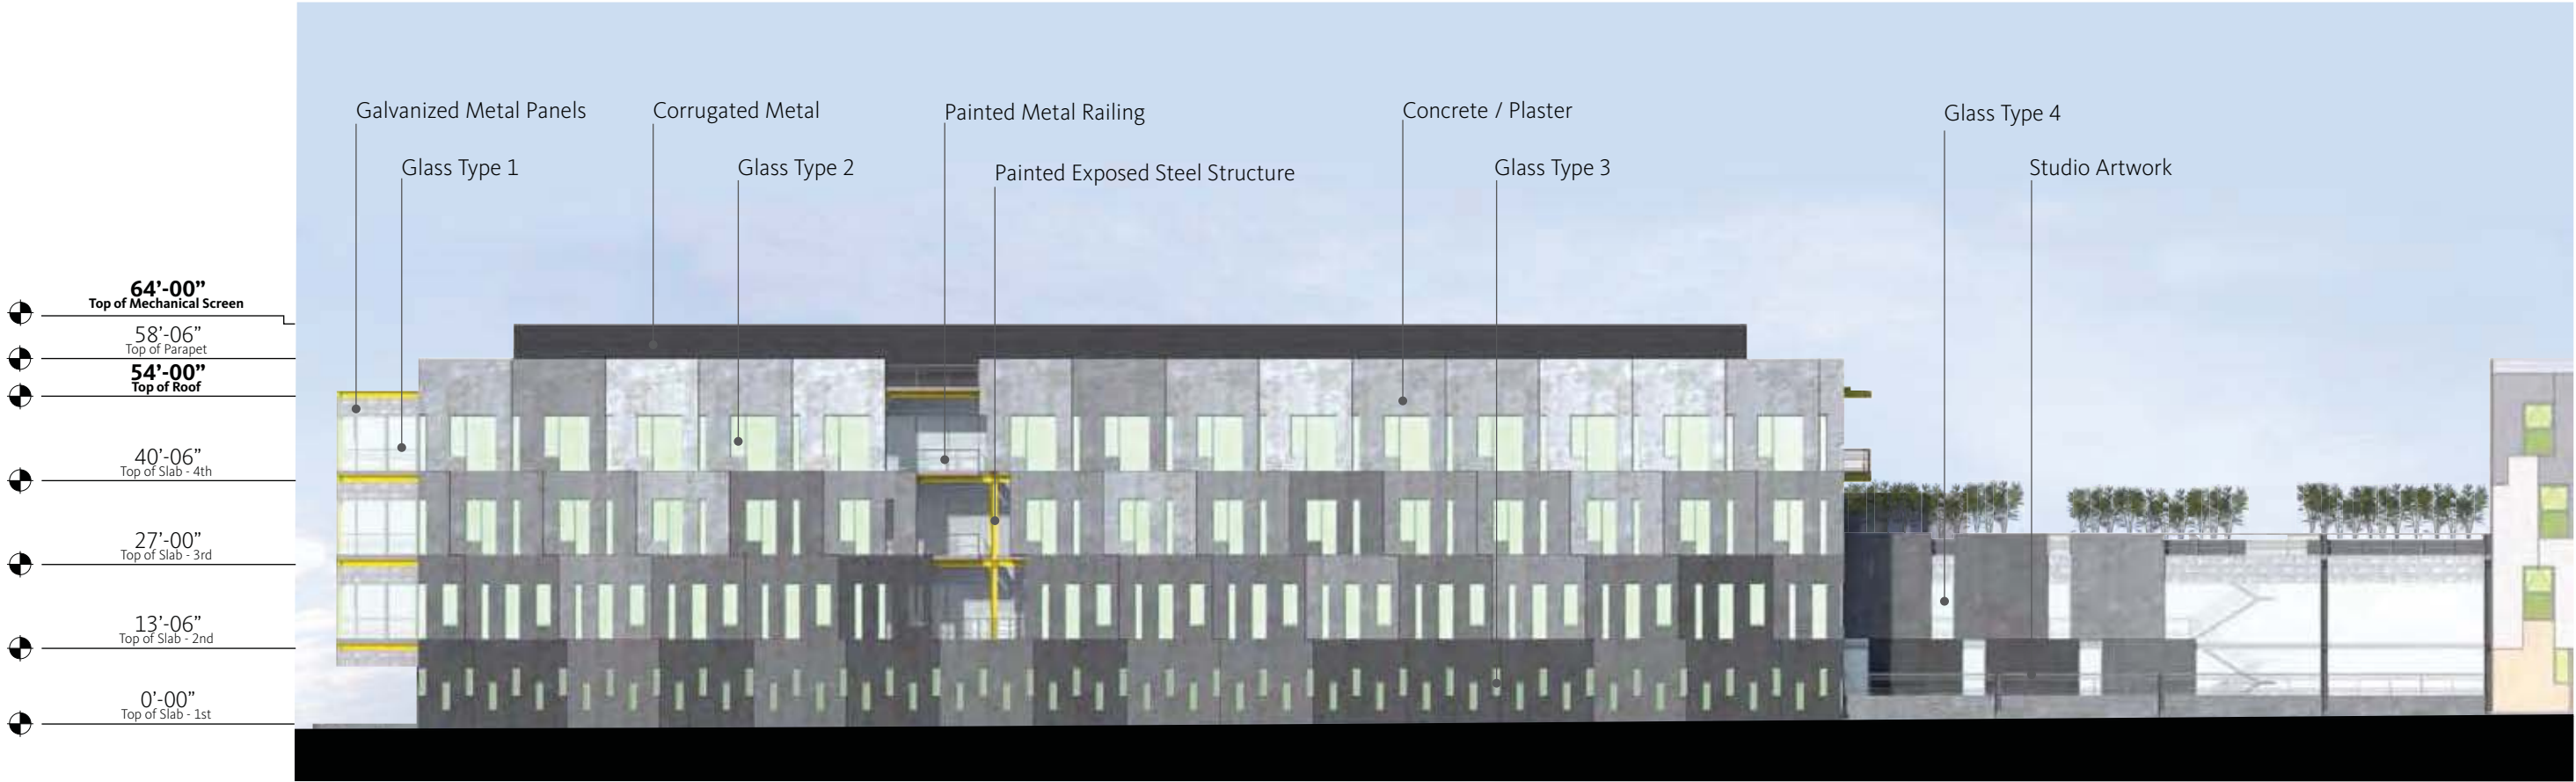 Galvanized Metal Panels
Corrugated Metal
Painted Metal Railing
Concrete / Plaster
Glass Type 4
Glass Type 1
Glass Type 2
Painted Exposed Steel Structure
Glass Type 3
Studio Artwork
64’-00”
Top of Mechanical Screen
58’-06”
Top of Parapet
54’-00”
Top of Roof
40’-06”
Top of Slab - 4th
27’-00”
Top of Slab - 3rd
13’-06”
Top of Slab - 2nd
0’-00”
Top of Slab - 1st